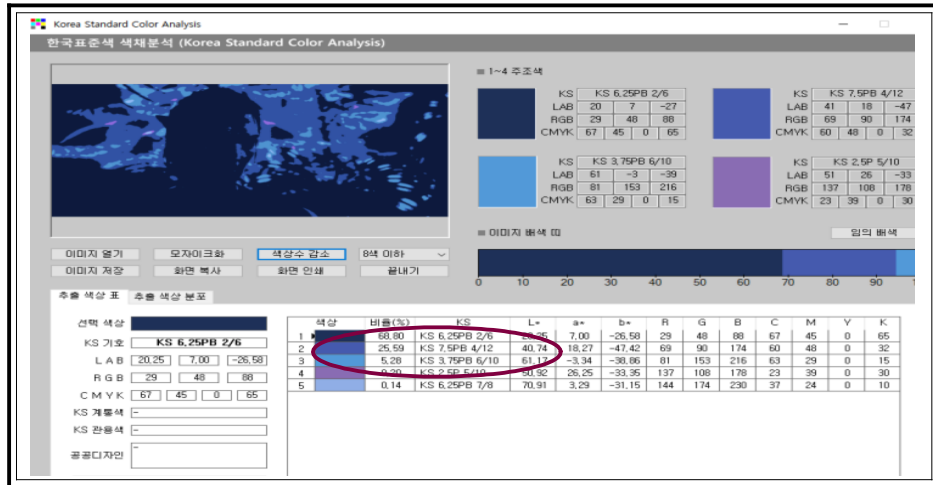 Korea Standard Color Analysis
한국표준색 색채분석 (Korea Standard Color Analysis)
1~4 주조색
KS KS 6,25PB 2/6
LAB 20 7 -27
RGB 29 48 88
CMYK 67 45 0 65
KS KS 7,5PB 4/12
LAB 41 18 -47
RGB 69 90 174
CMYK 60 48 0 32
KS KS 3,75PB 6/10
LAB 61 -3 -39
RGB 81 153 216
CMYK 63 29 0 15
KS KS 2,5P 5/10
LAB 51 26 -33
RGB 137 108 178
CMYK 23 39 0 30
이미지 배색 띠
임의 배색
0 10 20 30 40 50 60 70 80 90 1
이미지 열기 모자이크화 색상수 감소 8색 이하
이미지 저장 화면 복사 화면 인쇄 끝내기
추출 색상 표 추출 색상 분포
선택 색상
KS 기호 KS 6,25PB 2/6
L A B 20,25 7,00 -26,58
R G B 29 48 88
C M Y K 67 45 0 65
KS 계통색 -
KS 관용색 -
공공디자인 -
색상 비율(%) KS L* a* b* R G B C M Y K
1 68,80 KS 6,25PB 2/6 20,25 7,00 -26,58 29 48 88 67 45 0 65
2 25,59 KS 7,5PB 4/12 40,74 18,27 -47,42 69 90 174 60 48 0 32
3 5,28 KS 3,75PB 6/10 61,17 -3,34 -38,86 81 153 216 63 29 0 15
4 0,20 KS 2,5P 5/10 50,92 26,25 -33,35 137 108 178 23 39 0 30
5 0,14 KS 6,25PB 7/8 70,91 3,29 -31,15 144 174 230 37 24 0 10